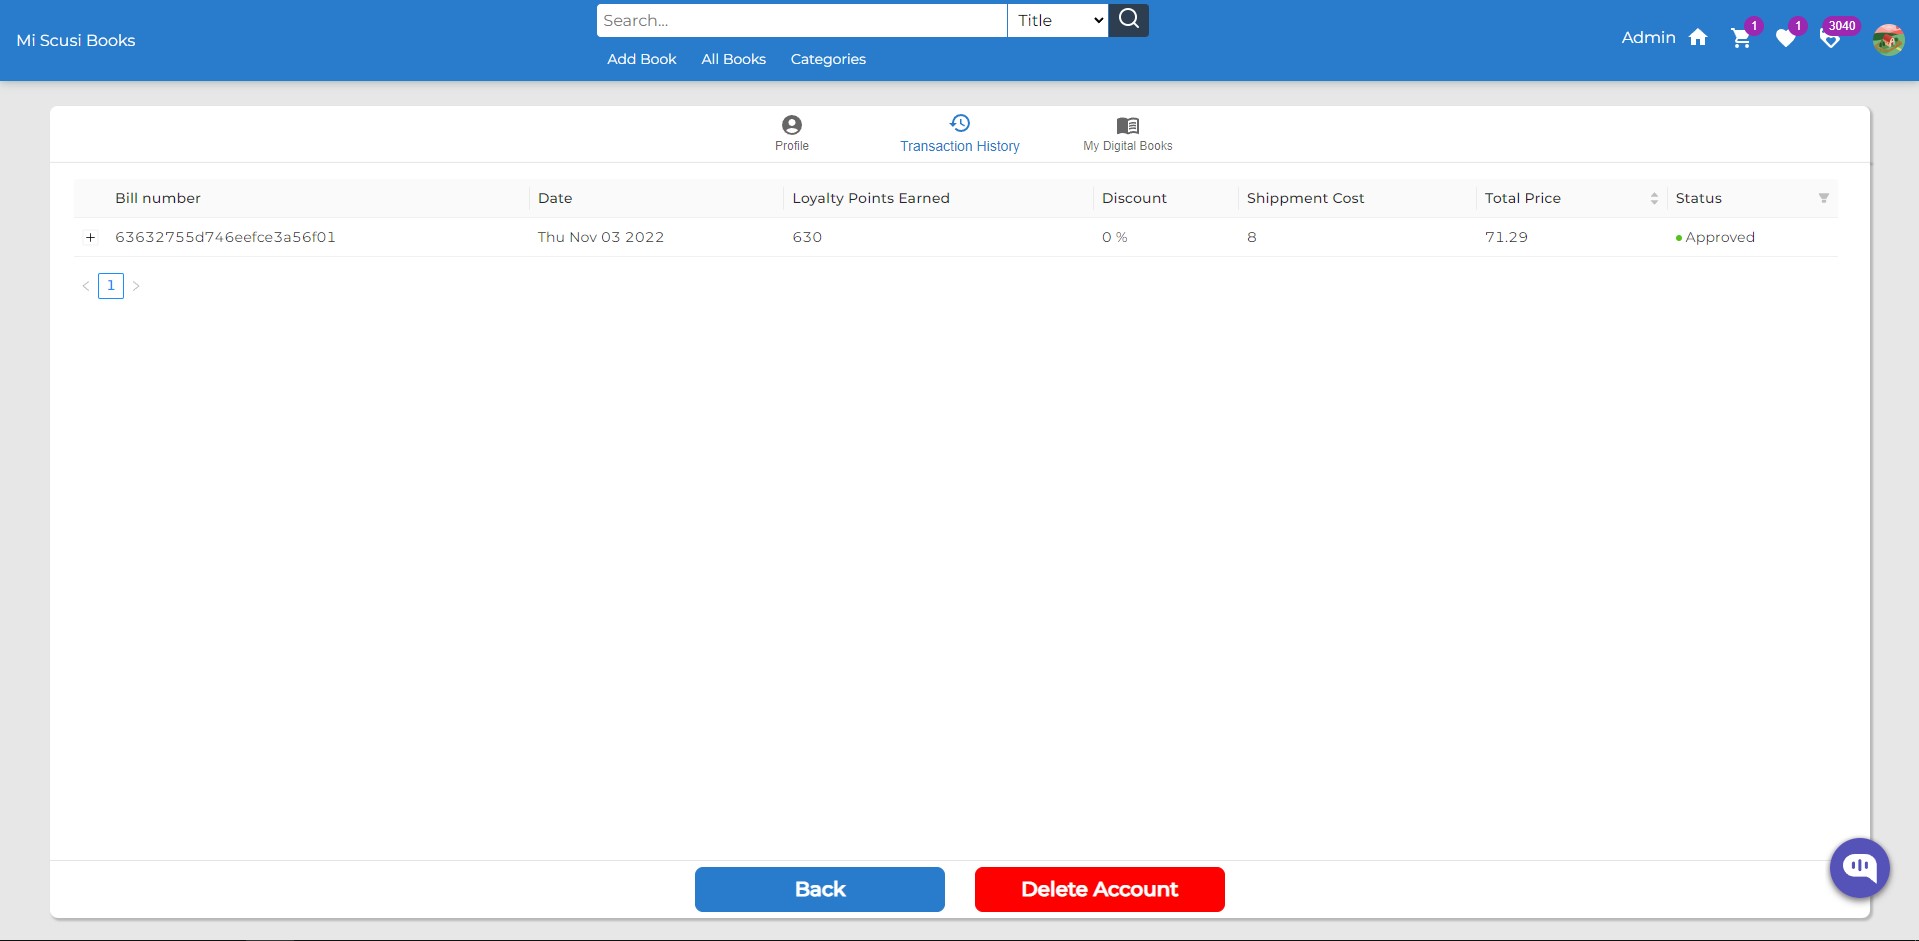 Mi Scusi Books
Search...
Title
Add Book
All Books
Categories
Admin
1
1
3040
Profile
Transaction History
My Digital Books
Bill number
Date
Loyalty Points Earned
Discount
Shippment Cost
Total Price
Status
63632755d746eefce3a56f01
Thu Nov 03 2022
630
0 %
8
71.29
Approved
1
Back
Delete Account